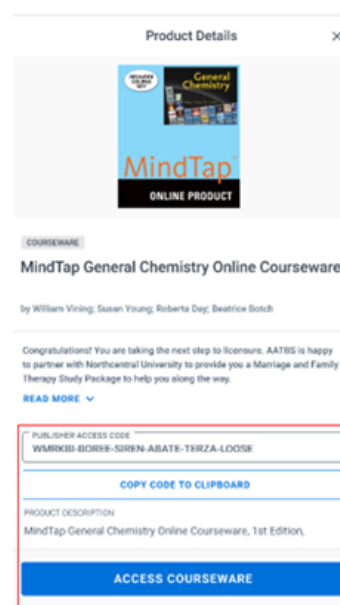 Product Details
REQUIRES
COURSE
KEY
General
Chemistry
MindTap
ONLINE PRODUCT
COURSEWARE
MindTap General Chemistry Online Courseware
by William Vining; Susan Young; Roberta Day; Beatrice Botch
Congratulations! You are taking the next step to licensure. AATBS is happy
to partner with Northcentral University to provide you a Marriage and Family
Therapy Study Package to help you along the way.
READ MORE
PUBLISHER ACCESS CODE
WMRKBI-BOREE-SIREN-ABATE-TERZA-LOOSE
COPY CODE TO CLIPBOARD
PRODUCT DESCRIPTION
MindTap General Chemistry Online Courseware, 1st Edition,
ACCESS COURSEWARE